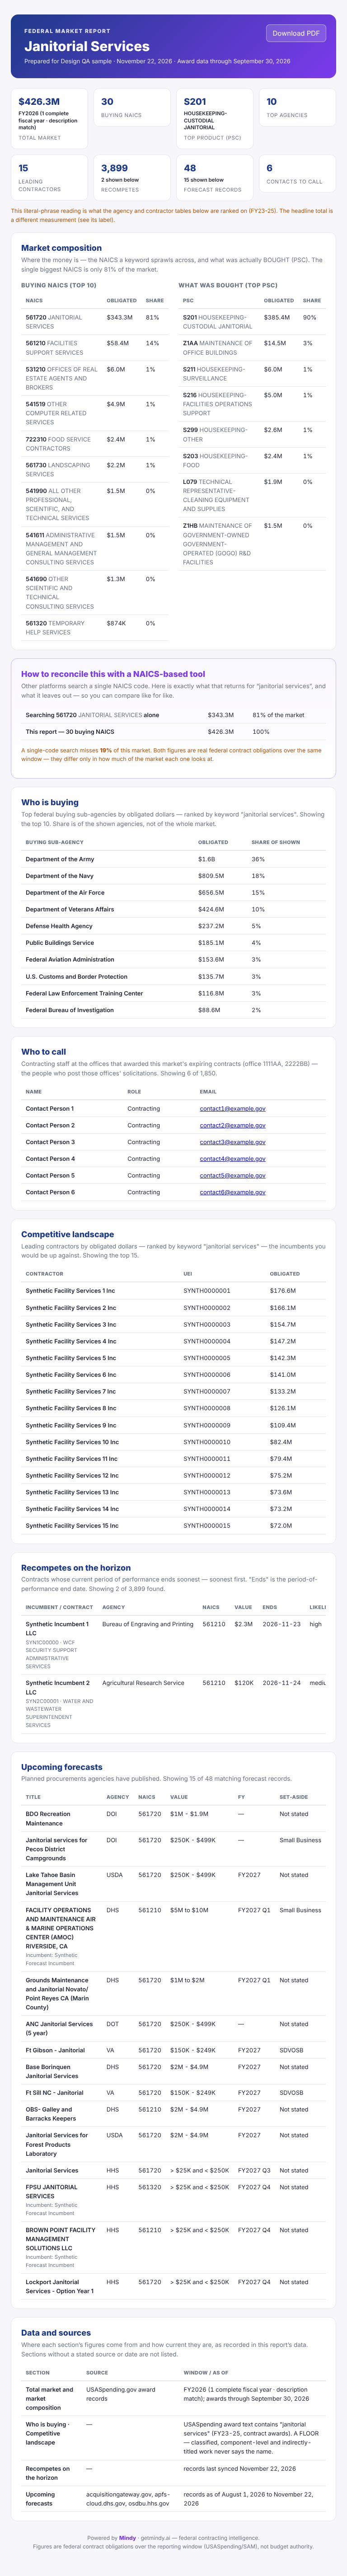 FEDERAL MARKET REPORT
Janitorial Services
Prepared for Design QA sample · November 22, 2026 · Award data through September 30, 2026
Download PDF
$426.3M
FY2026 (1 complete
fiscal year · description
match)
TOTAL MARKET
30
BUYING NAICS
S201
HOUSEKEEPING-
CUSTODIAL
JANITORIAL
TOP PRODUCT (PSC)
10
TOP AGENCIES
15
LEADING
CONTRACTORS
3,899
2 shown below
RECOMPETES
48
15 shown below
FORECAST RECORDS
6
CONTACTS TO CALL
This literal-phrase reading is what the agency and contractor tables below are ranked on (FY23-25). The headline total is
a different measurement (see its label).
Market composition
Where the money is — the NAICS a keyword sprawls across, and what was actually BOUGHT (PSC). The
single biggest NAICS is only 81% of the market.
BUYING NAICS (TOP 10)
NAICS OBLIGATED SHARE
561720 JANITORIAL
SERVICES $343.3M 81%
561210 FACILITIES
SUPPORT SERVICES $58.4M 14%
531210 OFFICES OF REAL
ESTATE AGENTS AND
BROKERS $6.0M 1%
541519 OTHER
COMPUTER RELATED
SERVICES $4.9M 1%
722310 FOOD SERVICE
CONTRACTORS $2.4M 1%
561730 LANDSCAPING
SERVICES $2.2M 1%
541990 ALL OTHER
PROFESSIONAL,
SCIENTIFIC, AND
TECHNICAL SERVICES $1.5M 0%
541611 ADMINISTRATIVE
MANAGEMENT AND
GENERAL MANAGEMENT
CONSULTING SERVICES $1.5M 0%
541690 OTHER
SCIENTIFIC AND
TECHNICAL
CONSULTING SERVICES $1.3M 0%
561320 TEMPORARY
HELP SERVICES $874K 0%
WHAT WAS BOUGHT (TOP PSC)
PSC OBLIGATED SHARE
S201 HOUSEKEEPING-
CUSTODIAL JANITORIAL $385.4M 90%
Z1AA MAINTENANCE OF
OFFICE BUILDINGS $14.5M 3%
S211 HOUSEKEEPING-
SURVEILLANCE $6.0M 1%
S216 HOUSEKEEPING-
FACILITIES OPERATIONS
SUPPORT $5.0M 1%
S299 HOUSEKEEPING-
OTHER $2.6M 1%
S203 HOUSEKEEPING-
FOOD $2.4M 1%
L079 TECHNICAL
REPRESENTATIVE-
CLEANING EQUIPMENT
AND SUPPLIES $1.9M 0%
Z1HB MAINTENANCE OF
GOVERNMENT-OWNED
GOVERNMENT-
OPERATED (GOGO) R&D
FACILITIES $1.5M 0%
How to reconcile this with a NAICS-based tool
Other platforms search a single NAICS code. Here is exactly what that returns for "janitorial services", and
what it leaves out — so you can compare like for like.
Searching 561720 JANITORIAL SERVICES alone $343.3M 81% of the market
This report — 30 buying NAICS $426.3M 100%
A single-code search misses 19% of this market. Both figures are real federal contract obligations over the same
window — they differ only in how much of the market each one looks at.
Who is buying
Top federal buying sub-agencies by obligated dollars — ranked by keyword "janitorial services". Showing
the top 10. Share is of the shown agencies, not of the whole market.
BUYING SUB-AGENCY OBLIGATED SHARE OF SHOWN
Department of the Army $1.6B 36%
Department of the Navy $809.5M 18%
Department of the Air Force $656.5M 15%
Department of Veterans Affairs $424.6M 10%
Defense Health Agency $237.2M 5%
Public Buildings Service $185.1M 4%
Federal Aviation Administration $153.6M 3%
U.S. Customs and Border Protection $135.7M 3%
Federal Law Enforcement Training Center $116.8M 3%
Federal Bureau of Investigation $88.6M 2%
Who to call
Contracting staff at the offices that awarded this market's expiring contracts (office 1111AA, 2222BB) —
the people who post those offices' solicitations. Showing 6 of 1,850.
NAME ROLE EMAIL
Contact Person 1 Contracting contact1@example.gov
Contact Person 2 Contracting contact2@example.gov
Contact Person 3 Contracting contact3@example.gov
Contact Person 4 Contracting contact4@example.gov
Contact Person 5 Contracting contact5@example.gov
Contact Person 6 Contracting contact6@example.gov
Competitive landscape
Leading contractors by obligated dollars — ranked by keyword "janitorial services" — the incumbents you
would be up against. Showing the top 15.
CONTRACTOR UEI OBLIGATED
Synthetic Facility Services 1 Inc SYNTH0000001 $176.6M
Synthetic Facility Services 2 Inc SYNTH0000002 $166.1M
Synthetic Facility Services 3 Inc SYNTH0000003 $154.7M
Synthetic Facility Services 4 Inc SYNTH0000004 $147.2M
Synthetic Facility Services 5 Inc SYNTH0000005 $142.3M
Synthetic Facility Services 6 Inc SYNTH0000006 $141.0M
Synthetic Facility Services 7 Inc SYNTH0000007 $133.2M
Synthetic Facility Services 8 Inc SYNTH0000008 $126.1M
Synthetic Facility Services 9 Inc SYNTH0000009 $109.4M
Synthetic Facility Services 10 Inc SYNTH0000010 $82.4M
Synthetic Facility Services 11 Inc SYNTH0000011 $79.4M
Synthetic Facility Services 12 Inc SYNTH0000012 $75.2M
Synthetic Facility Services 13 Inc SYNTH0000013 $73.6M
Synthetic Facility Services 14 Inc SYNTH0000014 $73.2M
Synthetic Facility Services 15 Inc SYNTH0000015 $72.0M
Recompetes on the horizon
Contracts whose current period of performance ends soonest — soonest first. "Ends" is the period-of-
performance end date. Showing 2 of 3,899 found.
INCUMBENT / CONTRACT AGENCY NAICS VALUE ENDS LIKELI
Synthetic Incumbent 1
LLC Bureau of Engraving and Printing 561210 $2.3M 2026-11-23 high
SYN1C00000 · WCF
SECURITY SUPPORT
ADMINISTRATIVE
SERVICES
Synthetic Incumbent 2
LLC Agricultural Research Service 561210 $120K 2026-11-24 mediu
SYN2C00001 · WATER AND
WASTEWATER
SUPERINTENDENT
SERVICES
Upcoming forecasts
Planned procurements agencies have published. Showing 15 of 48 matching forecast records.
TITLE AGENCY NAICS VALUE FY SET-ASIDE
BDO Recreation
Maintenance DOI 561720 $1M - $1.9M — Not stated
Janitorial services for
Pecos District
Campgrounds DOI 561720 $250K - $499K — Small Business
Lake Tahoe Basin
Management Unit
Janitorial Services USDA 561720 $250K - $499K FY2027 Not stated
FACILITY OPERATIONS
AND MAINTENANCE AIR
& MARINE OPERATIONS
CENTER (AMOC)
RIVERSIDE, CA DHS 561210 $5M to $10M FY2027 Q1 Small Business
Incumbent: Synthetic
Forecast Incumbent
Grounds Maintenance
and Janitorial Novato/
Point Reyes CA (Marin
County) DHS 561720 $1M to $2M FY2027 Q1 Not stated
ANC Janitorial Services
(5 year) DOT 561720 $250K - $499K — Not stated
Ft Gibson - Janitorial VA 561720 $150K - $249K FY2027 SDVOSB
Base Borinquen
Janitorial Services DHS 561720 $2M - $4.9M FY2027 Not stated
Ft Sill NC - Janitorial VA 561720 $150K - $249K FY2027 SDVOSB
OBS- Galley and
Barracks Keepers DHS 561210 $2M - $4.9M FY2027 Not stated
Janitorial Services for
Forest Products
Laboratory USDA 561720 $2M - $4.9M FY2027 Not stated
Janitorial Services HHS 561720 > $25K and < $250K FY2027 Q3 Not stated
FPSU JANITORIAL
SERVICES HHS 561320 > $25K and < $250K FY2027 Q4 Not stated
Incumbent: Synthetic
Forecast Incumbent
BROWN POINT FACILITY
MANAGEMENT
SOLUTIONS LLC HHS 561210 > $25K and < $250K FY2027 Q4 Not stated
Incumbent: Synthetic
Forecast Incumbent
Lockport Janitorial
Services - Option Year 1 HHS 561720 > $25K and < $250K FY2027 Q4 Not stated
Data and sources
Where each section's figures come from and how current they are, as recorded in this report's data.
Sections without a stated source or date are not listed.
SECTION SOURCE WINDOW / AS OF
Total market and
market
composition USASpending.gov award
records FY2026 (1 complete fiscal year · description
match); awards through September 30, 2026
Who is buying ·
Competitive
landscape — USASpending award text contains "janitorial
services" (FY23-25, contract awards). A FLOOR
— classified, component-level and indirectly-
titled work never says the name.
Recompetes on
the horizon — records last synced November 22, 2026
Upcoming
forecasts acquisitiongateway.gov, apfs-
cloud.dhs.gov, osdbu.hhs.gov records as of August 1, 2026 to November 22,
2026
Powered by Mindy · getmindy.ai — federal contracting intelligence.
Figures are federal contract obligations over the reporting window (USASpending/SAM), not budget authority.